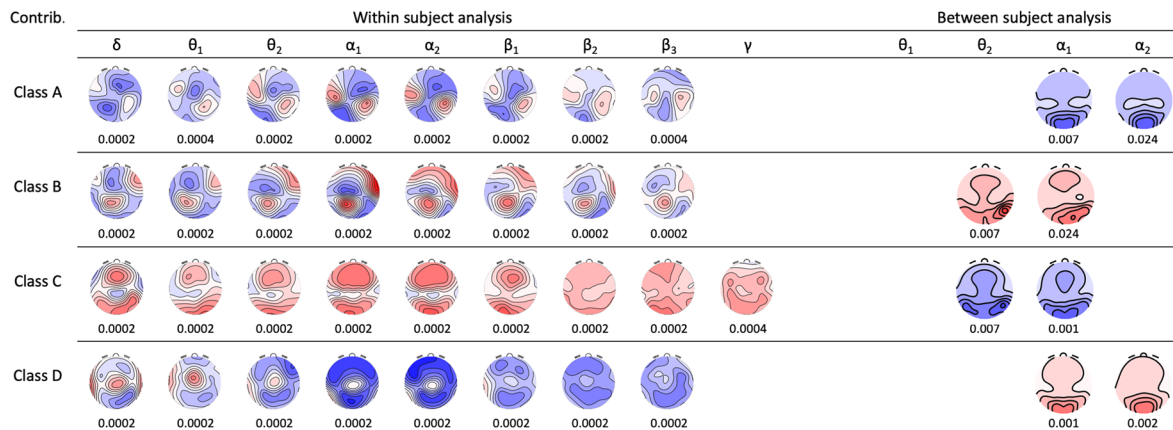 Contrib. Within subject analysis Between subject analysis
δ θ₁ θ₂ α₁ α₂ β₁ β₂ β₃ γ θ₁ θ₂ α₁ α₂
Class A
0.0002 0.0004 0.0002 0.0002 0.0002 0.0002 0.0002 0.0004 0.007 0.024
Class B
0.0002 0.0002 0.0002 0.0002 0.0002 0.0002 0.0002 0.0002 0.007 0.024
Class C
0.0002 0.0002 0.0002 0.0002 0.0002 0.0002 0.0002 0.0002 0.0004 0.007 0.001
Class D
0.0002 0.0002 0.0002 0.0002 0.0002 0.0002 0.0002 0.0002 0.001 0.002